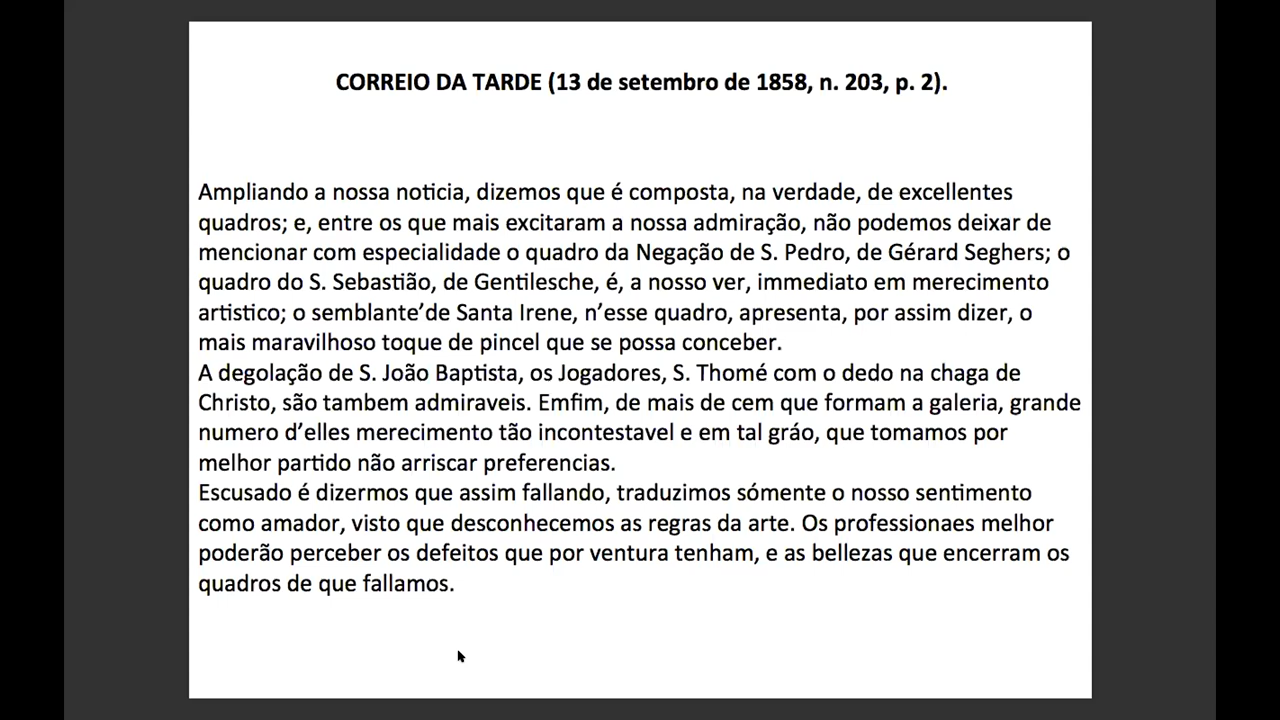 CORREIO DA TARDE (13 de setembro de 1858, n. 203, p. 2).
Ampliando a nossa noticia, dizemos que é composta, na verdade, de excellentes
quadros; e, entre os que mais excitaram a nossa admiração, não podemos deixar de
mencionar com especialidade o quadro da Negação de S. Pedro, de Gérard Seghers; o
quadro do S. Sebastião, de Gentilesche, é, a nosso ver, immediato em merecimento
artistico; o semblante’de Santa Irene, n’esse quadro, apresenta, por assim dizer, o
mais maravilhoso toque de pincel que se possa conceber.
A degolação de S. João Baptista, os Jogadores, S. Thomé com o dedo na chaga de
Christo, são tambem admiraveis. Emfim, de mais de cem que formam a galeria, grande
numero d’elles merecimento tão incontestavel e em tal gráo, que tomamos por
melhor partido não arriscar preferencias.
Escusado é dizermos que assim fallando, traduzimos sómente o nosso sentimento
como amador, visto que desconhecemos as regras da arte. Os professionaes melhor
poderão perceber os defeitos que por ventura tenham, e as bellezas que encerram os
quadros de que fallamos.